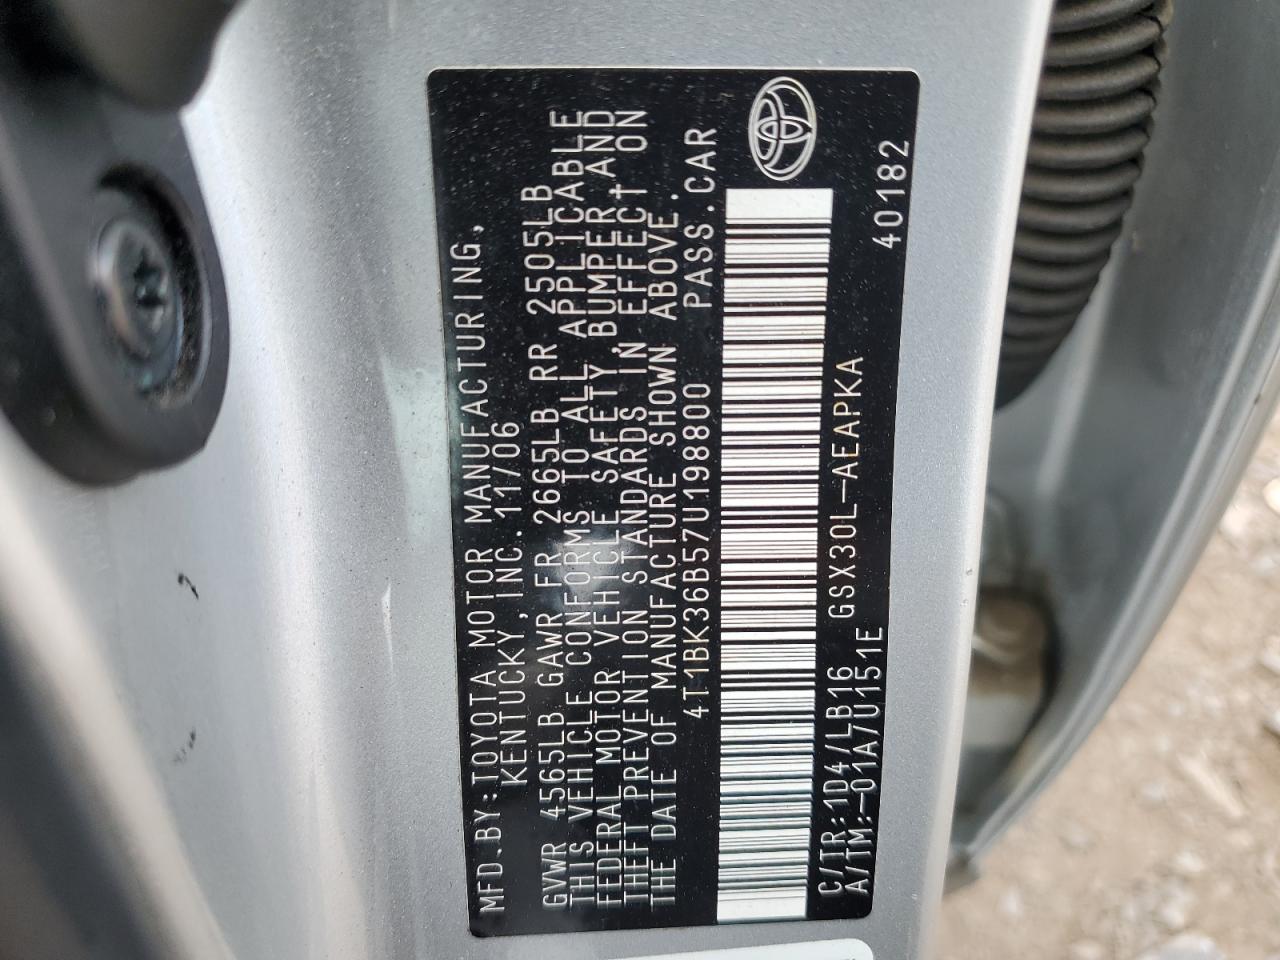 MFD.BY:TOYOTA MOTOR MANUFACTURING,
KENTUCKY,INC. 11/06
GVWR 4565LB GAWR FR 2665LB RR 2505LB
THIS VEHICLE CONFORMS TO ALL APPLICABLE
FEDERAL MOTOR VEHICLE SAFETY, BUMPER, AND
THEFT PREVENTION STANDARDS IN EFFECT ON
THE DATE OF MANUFACTURE SHOWN ABOVE.
4T1BK36B57U198800 PASS.CAR
C/TR:1D4/LB16 GSX30L-AEAPKA
A/TM:-01A/U151E 40182